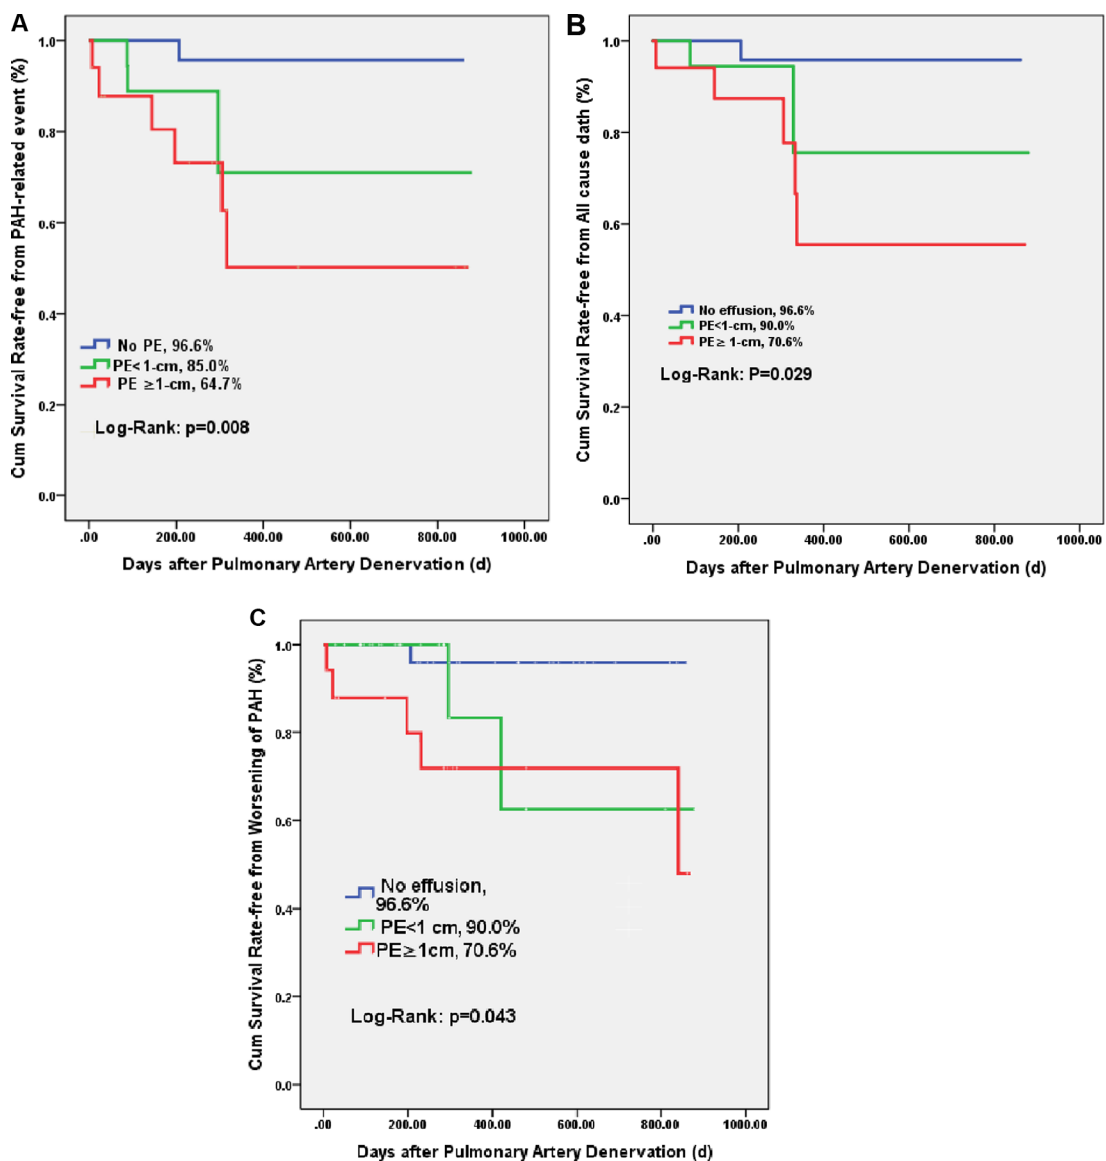 A
Cum Survival Rate-free from PAH-related event (%)
1.0
0.8
0.6
0.4
0.2
0.0
No PE, 96.6%
PE<1-cm, 85.0%
PE ≥1-cm, 64.7%
Log-Rank: p=0.008
.00 200.00 400.00 600.00 800.00 1000.00
Days after Pulmonary Artery Denervation (d)
B
Cum Survival Rate-free from All cause dath (%)
1.0
0.8
0.6
0.4
0.2
0.0
No effusion, 96.6%
PE<1-cm, 90.0%
PE≥ 1-cm, 70.6%
Log-Rank: P=0.029
.00 200.00 400.00 600.00 800.00 1000.00
Days after Pulmonary Artery Denervation (d)
C
Cum Survival Rate-free from Worsening of PAH (%)
1.0
0.8
0.6
0.4
0.2
0.0
No effusion,
96.6%
PE<1 cm, 90.0%
PE≥1cm, 70.6%
Log-Rank: p=0.043
.00 200.00 400.00 600.00 800.00 1000.00
Days after Pulmonary Artery Denervation (d)